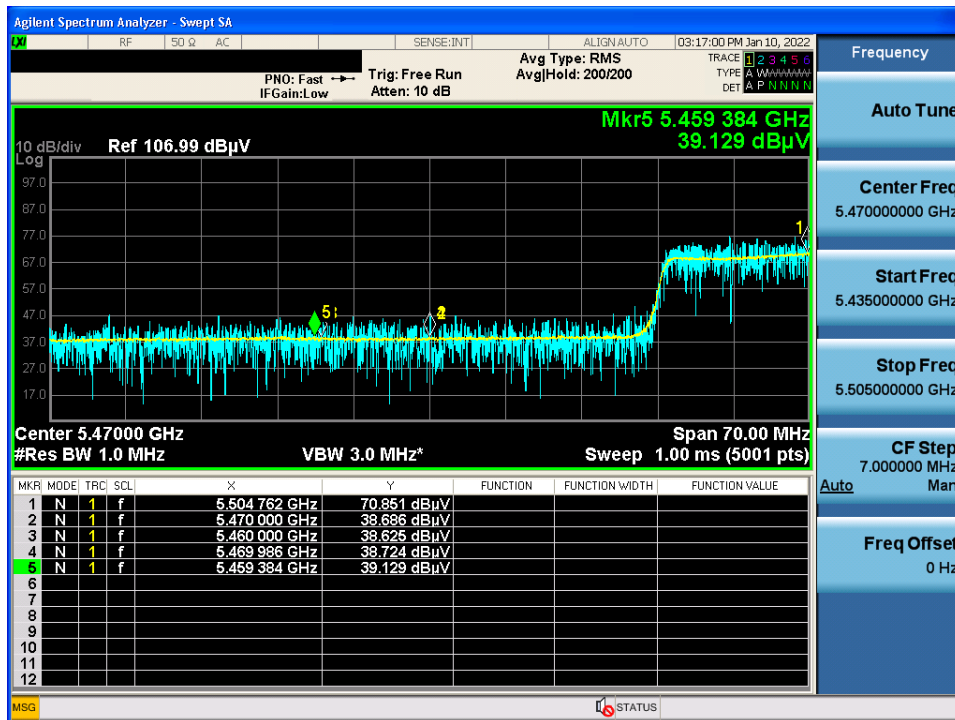 Agilent Spectrum Analyzer - Swept SA
LXI RF 50 Ω AC SENSE:INT ALIGN AUTO 03:17:00 PM Jan 10, 2022
Frequency
PNO: Fast Trig: Free Run Avg Type: RMS TRACE 1 2 3 4 5 6
IFGain:Low Atten: 10 dB Avg|Hold: 200/200 TYPE A WWWWW
DET A P N N N N
Auto Tune
Mkr5 5.459 384 GHz
10 dB/div Ref 106.99 dBµV 39.129 dBµV
Log
97.0
87.0
77.0
67.0
57.0
47.0
37.0
27.0
17.0
1
5
2
Center 5.47000 GHz Span 70.00 MHz
#Res BW 1.0 MHz VBW 3.0 MHz* Sweep 1.00 ms (5001 pts)
Center Freq
5.470000000 GHz
Start Freq
5.435000000 GHz
Stop Freq
5.505000000 GHz
CF Step
7.000000 MHz
Auto Man
Freq Offset
0 Hz
MKR MODE TRC SCL X Y FUNCTION FUNCTION WIDTH FUNCTION VALUE
1 N 1 f 5.504 762 GHz 70.851 dBµV
2 N 1 f 5.470 000 GHz 38.686 dBµV
3 N 1 f 5.460 000 GHz 38.625 dBµV
4 N 1 f 5.469 986 GHz 38.724 dBµV
5 N 1 f 5.459 384 GHz 39.129 dBµV
6
7
8
9
10
11
12
MSG STATUS